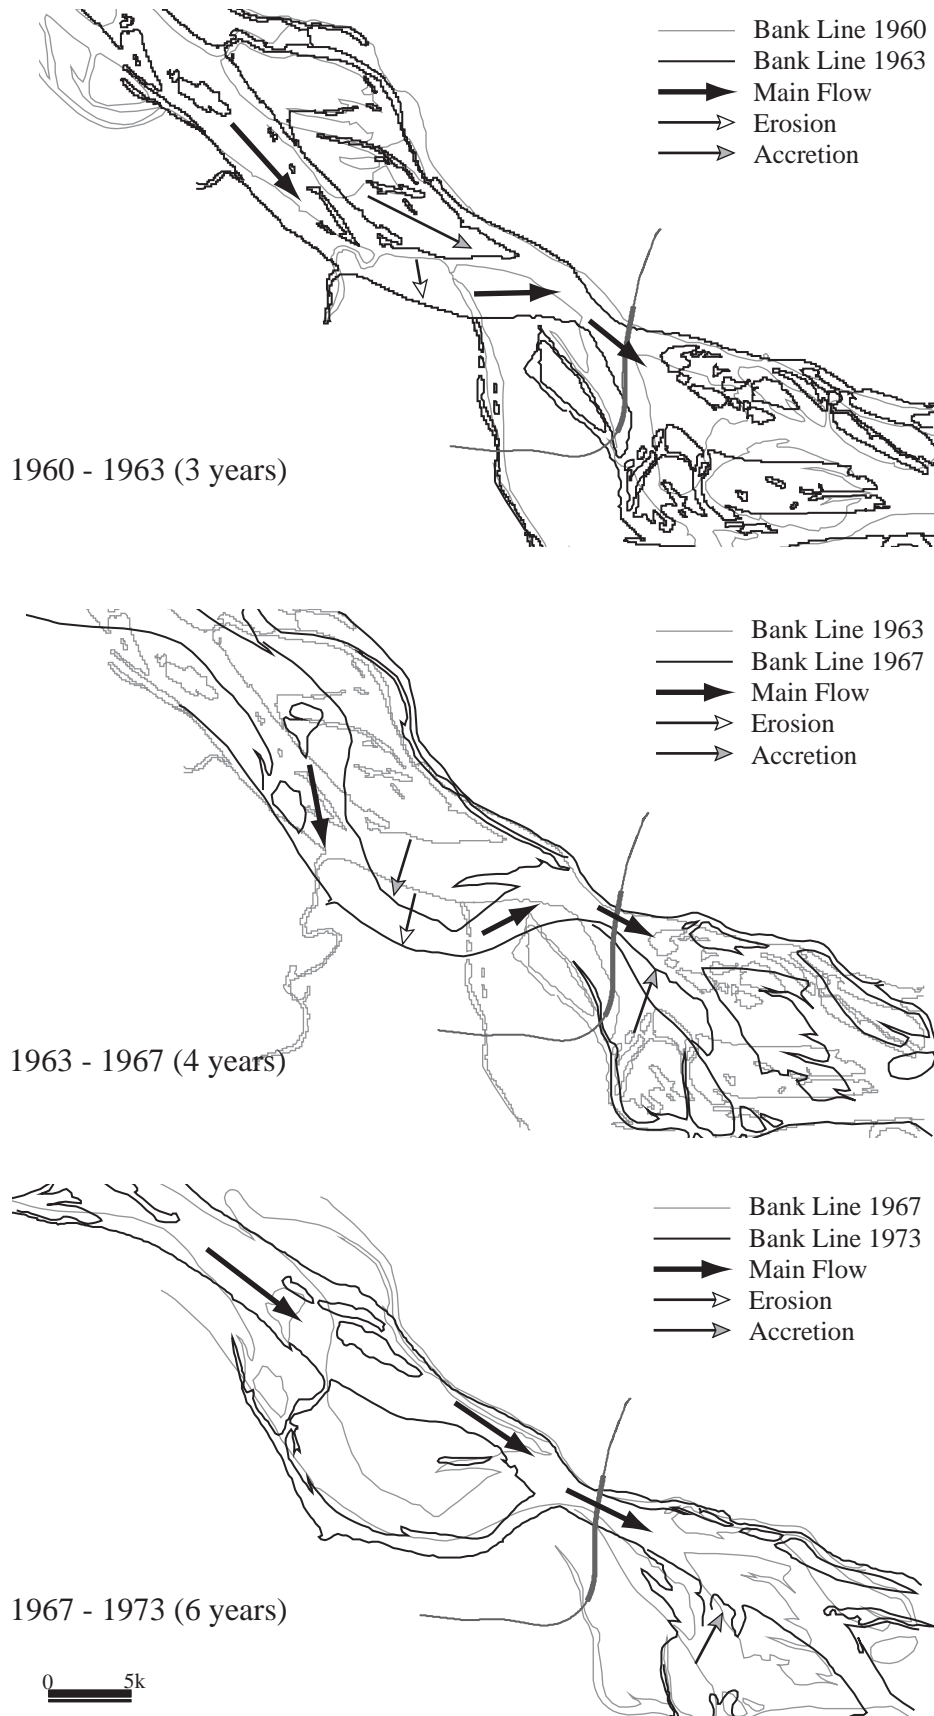 Bank Line 1960
Bank Line 1963
Main Flow
Erosion
Accretion
1960 - 1963 (3 years)
Bank Line 1963
Bank Line 1967
Main Flow
Erosion
Accretion
1963 - 1967 (4 years)
Bank Line 1967
Bank Line 1973
Main Flow
Erosion
Accretion
1967 - 1973 (6 years)
0 5k